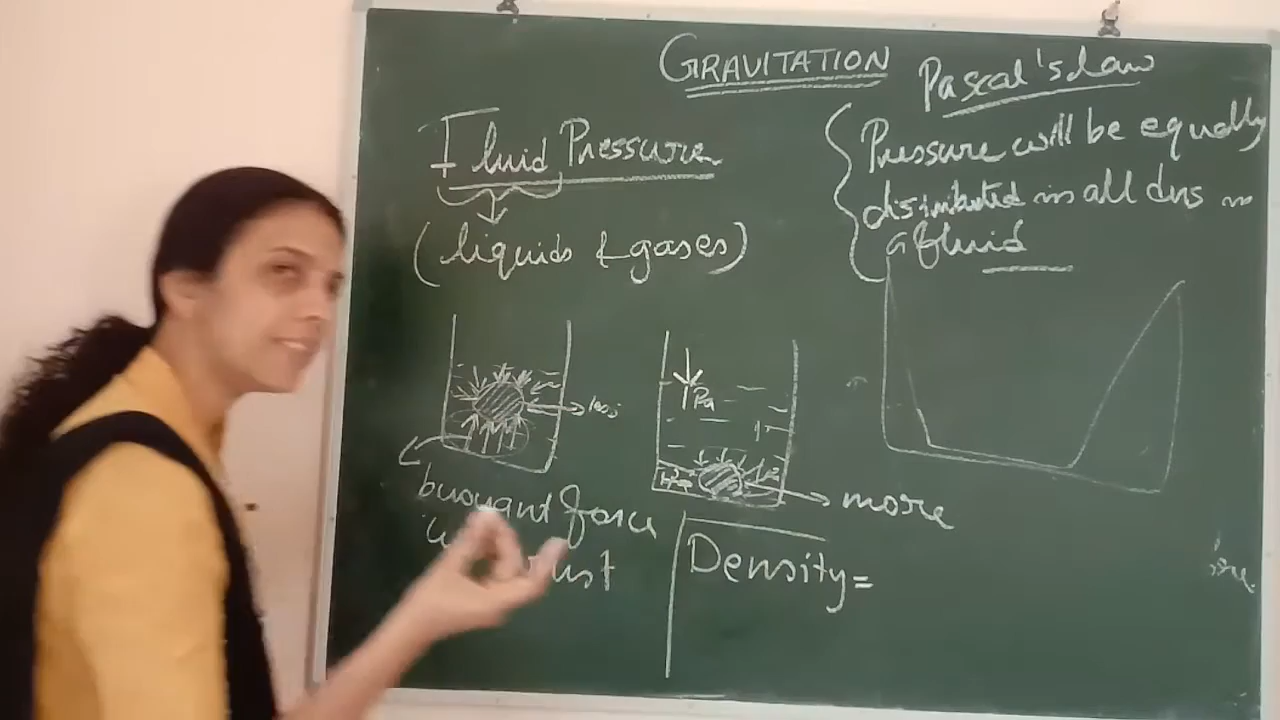 GRAVITATION
Pascal's law
Fluid Pressure
(liquids & gases)
Pressure will be equally
distributed in all dns in
a fluid
less
Pa
more
buoyant force
Density=